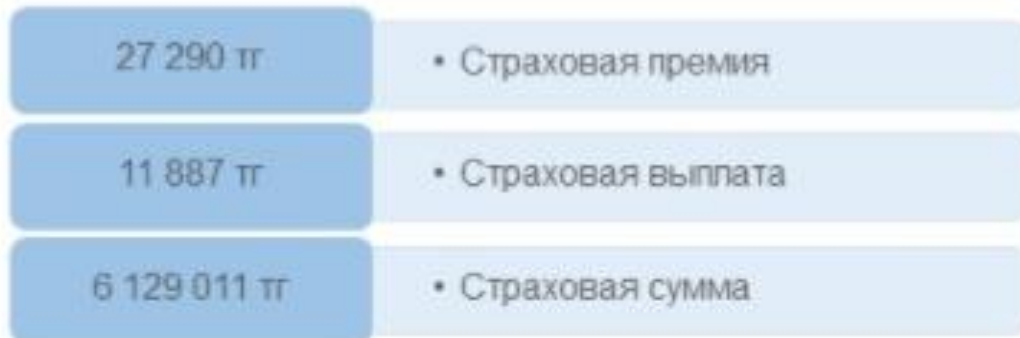 27 290 тг
• Страховая премия
11 887 тг
• Страховая выплата
6 129 011 тг
• Страховая сумма